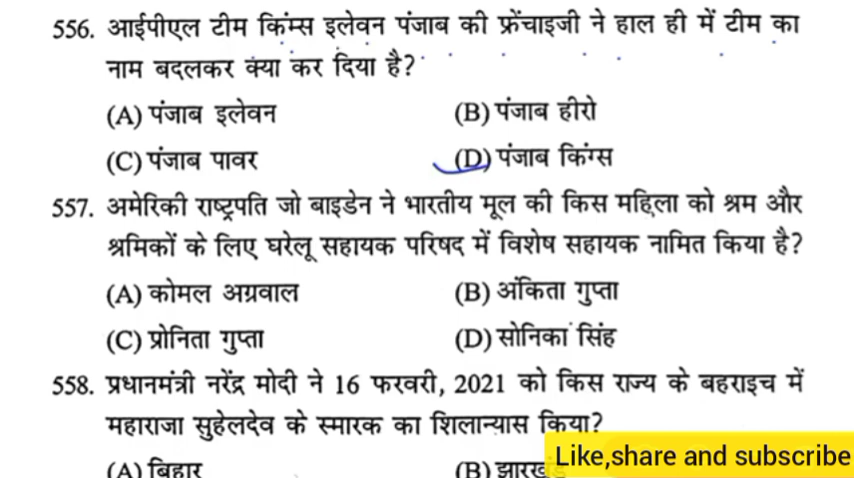 556. आईपीएल टीम किंग्स इलेवन पंजाब की फ्रेंचाइजी ने हाल ही में टीम का
नाम बदलकर क्या कर दिया है?
(A) पंजाब इलेवन (B) पंजाब हीरो
(C) पंजाब पावर (D) पंजाब किंग्स
557. अमेरिकी राष्ट्रपति जो बाइडेन ने भारतीय मूल की किस महिला को श्रम और
श्रमिकों के लिए घरेलू सहायक परिषद में विशेष सहायक नामित किया है?
(A) कोमल अग्रवाल (B) अंकिता गुप्ता
(C) प्रोनिता गुप्ता (D) सोनिका सिंह
558. प्रधानमंत्री नरेंद्र मोदी ने 16 फरवरी, 2021 को किस राज्य के बहराइच में
महाराजा सुहेलदेव के स्मारक का शिलान्यास किया?
(A) बिहार (B) झारखंड
Like,share and subscribe